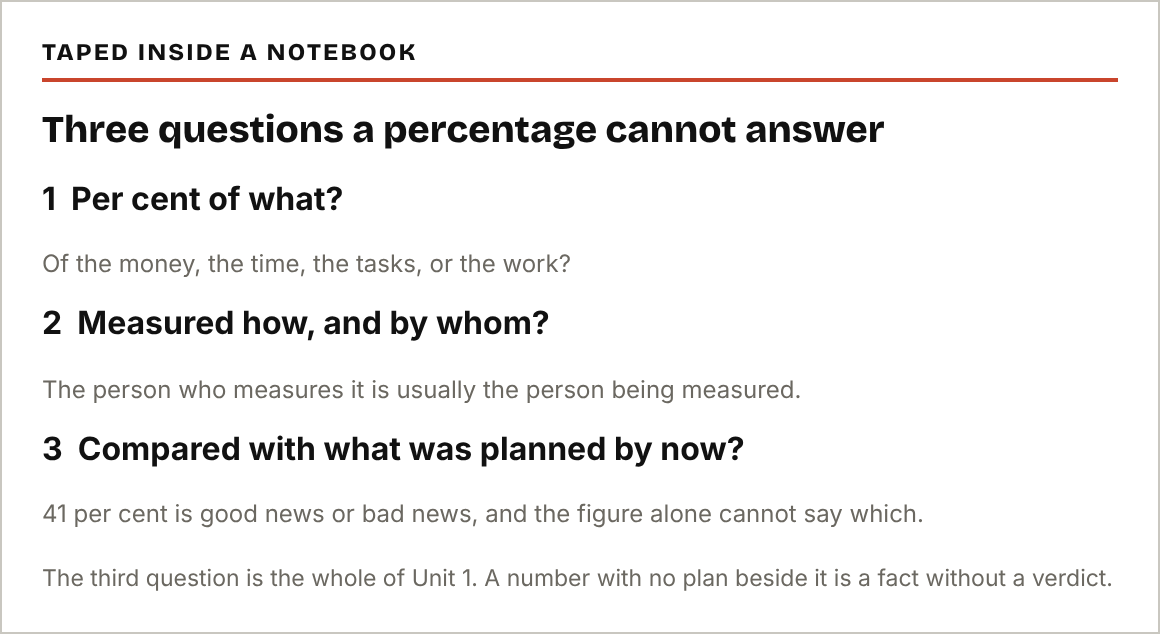 TAPED INSIDE A NOTEBOOK
Three questions a percentage cannot answer
1 Per cent of what?
Of the money, the time, the tasks, or the work?
2 Measured how, and by whom?
The person who measures it is usually the person being measured.
3 Compared with what was planned by now?
41 per cent is good news or bad news, and the figure alone cannot say which.
The third question is the whole of Unit 1. A number with no plan beside it is a fact without a verdict.